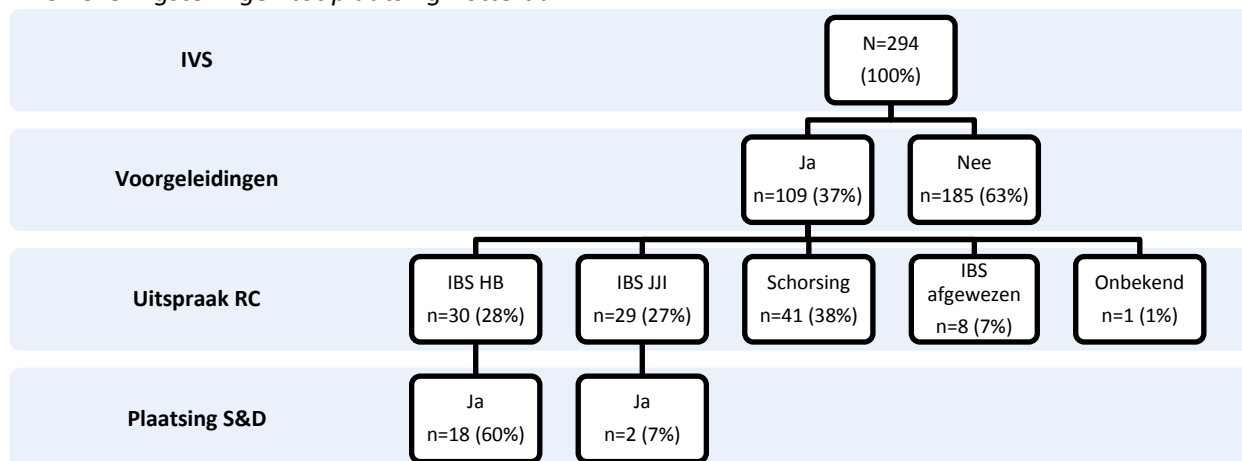 IVS
N=294
(100%)
Voorgeleidingen
Ja
n=109 (37%)
Nee
n=185 (63%)
Uitspraak RC
IBS HB
n=30 (28%)
IBS JJI
n=29 (27%)
Schorsing
n=41 (38%)
IBS
afgewezen
n=8 (7%)
Onbekend
n=1 (1%)
Plaatsing S&D
Ja
n=18 (60%)
Ja
n=2 (7%)